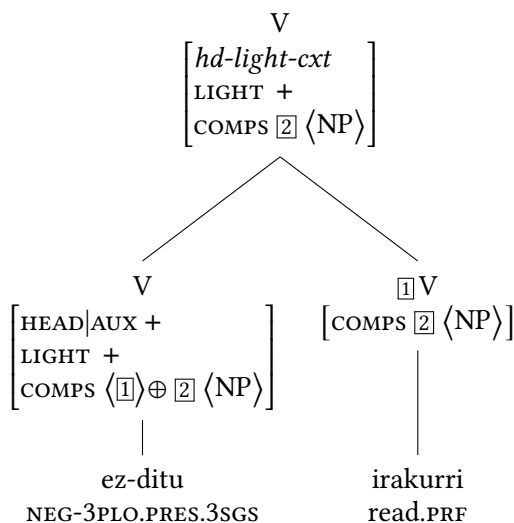 V
hd-light-cxt
LIGHT +
COMPS 2 ⟨NP⟩
V
HEAD|AUX +
LIGHT +
COMPS ⟨1⟩⊕ 2 ⟨NP⟩
1 V
[COMPS 2 ⟨NP⟩]
ez-ditu
NEG-3PLO.PRES.3SGS
irakurri
read.PRF